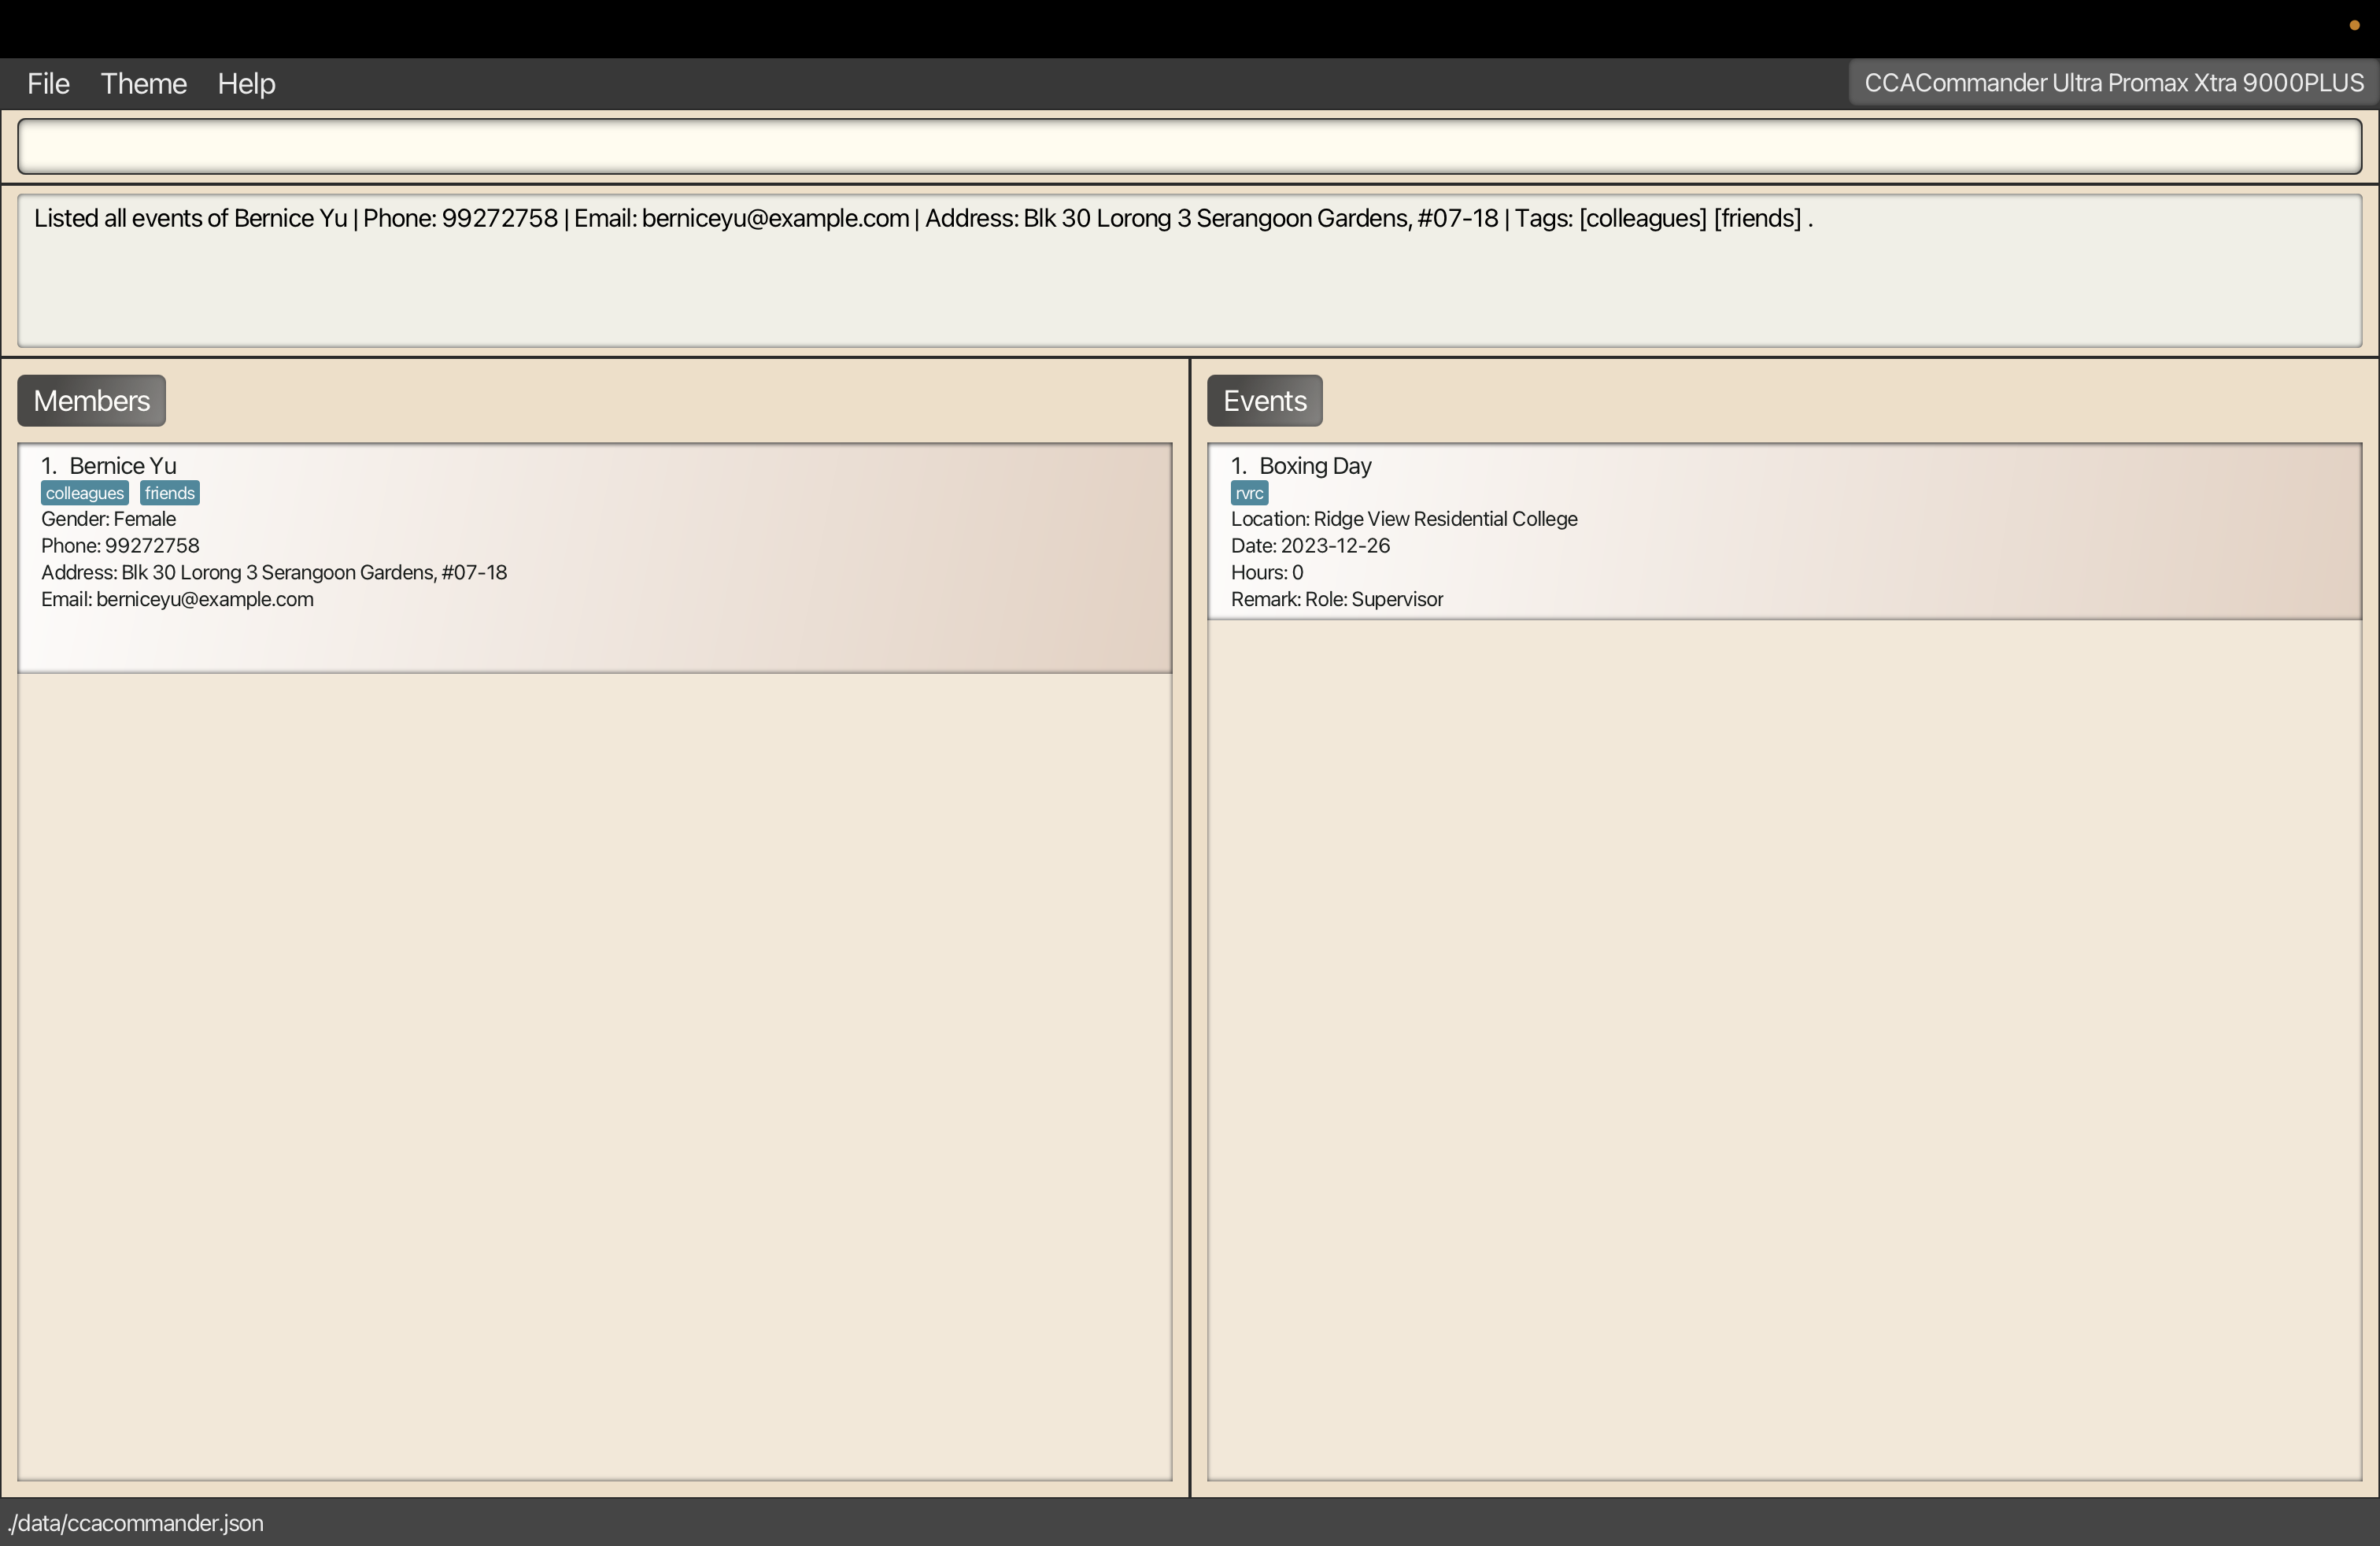 File Theme Help
CCACommander Ultra Promax Xtra 9000PLUS
Listed all events of Bernice Yu | Phone: 99272758 | Email: berniceyu@example.com | Address: Blk 30 Lorong 3 Serangoon Gardens, #07-18 | Tags: [colleagues] [friends] .
Members
1. Bernice Yu
colleagues friends
Gender: Female
Phone: 99272758
Address: Blk 30 Lorong 3 Serangoon Gardens, #07-18
Email: berniceyu@example.com
Events
1. Boxing Day
rvrc
Location: Ridge View Residential College
Date: 2023-12-26
Hours: 0
Remark: Role: Supervisor
./data/ccacommander.json